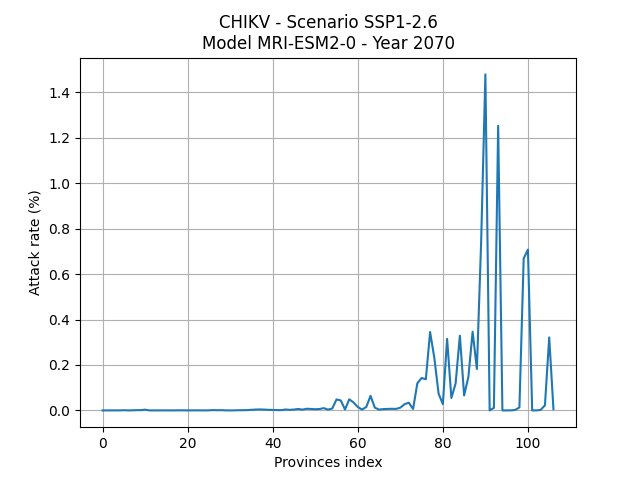 CHIKV - Scenario SSP1-2.6
Model MRI-ESM2-0 - Year 2070
Attack rate (%)
1.4
1.2
1.0
0.8
0.6
0.4
0.2
0.0
0 20 40 60 80 100
Provinces index